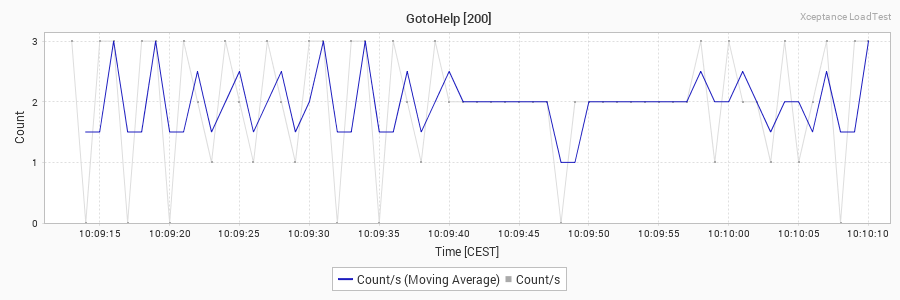 GotoHelp [200]
Xceptance LoadTest
3
2
1
0
Count
10:09:15 10:09:20 10:09:25 10:09:30 10:09:35 10:09:40 10:09:45 10:09:50 10:09:55 10:10:00 10:10:05 10:10:10
Time [CEST]
Count/s (Moving Average) Count/s